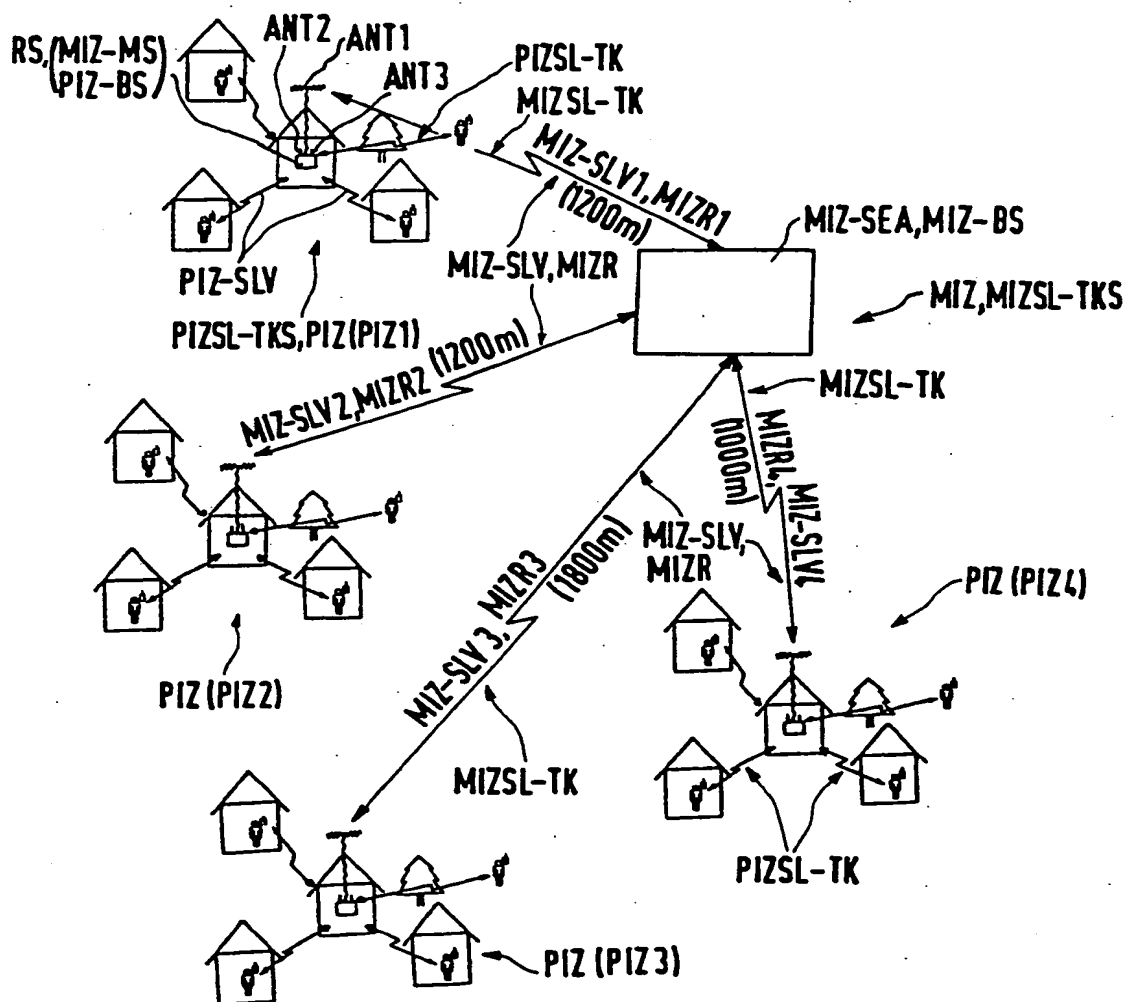 ANT2
ANT1
RS,(MIZ-MS
PIZ-BS)
ANT3
PIZSL-TK
MIZSL-TK
MIZ-SLV1, MIZR1
(1200m)
MIZ-SEA, MIZ-BS
PIZ-SLV
MIZ-SLV, MIZR
MIZ, MIZSL-TKS
PIZSL-TKS, PIZ (PIZ1)
MIZ-SLV2, MIZR2 (1200m)
MIZSL-TK
MIZR4, MIZ-SLV4
(1000m)
MIZ-SLV3, MIZR3
(1800m)
MIZ-SLV,
MIZR
PIZ (PIZ4)
PIZ (PIZ2)
MIZSL-TK
PIZSL-TK
PIZ (PIZ3)